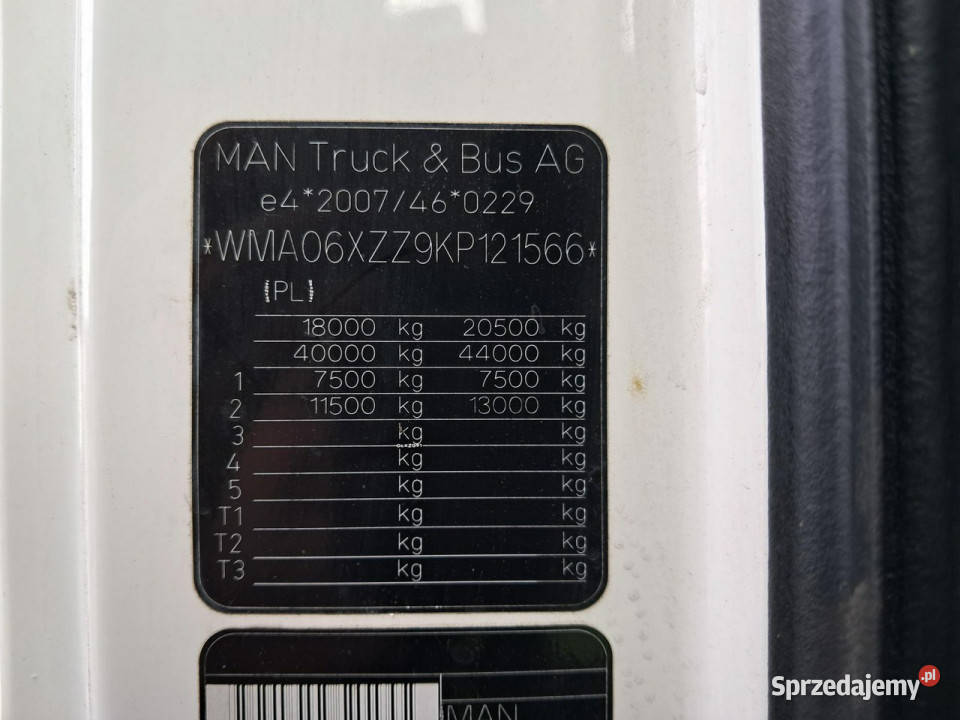 MAN Truck & Bus AG
e4*2007/46*0229
*WMA06XZZ9KP121566*
(PL)
18000 kg 20500 kg
40000 kg 44000 kg
1 7500 kg 7500 kg
2 11500 kg 13000 kg
3 kg kg
4 kg kg
5 kg kg
T1 kg kg
T2 kg kg
T3 kg kg
MAN
Sprzedajemy.pl